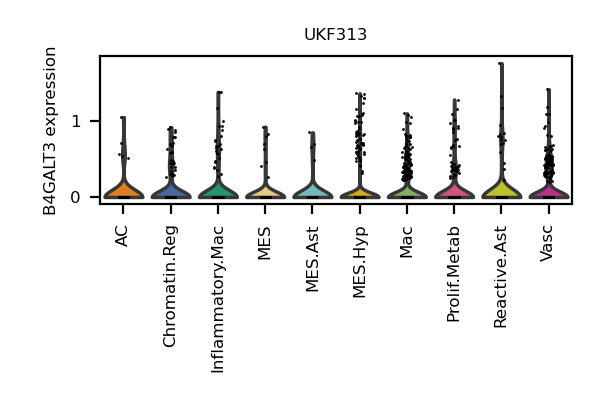 UKF313
B4GALT3 expression
1
0
AC
Chromatin.Reg
Inflammatory.Mac
MES
MES.Ast
MES.Hyp
Mac
Prolif.Metab
Reactive.Ast
Vasc